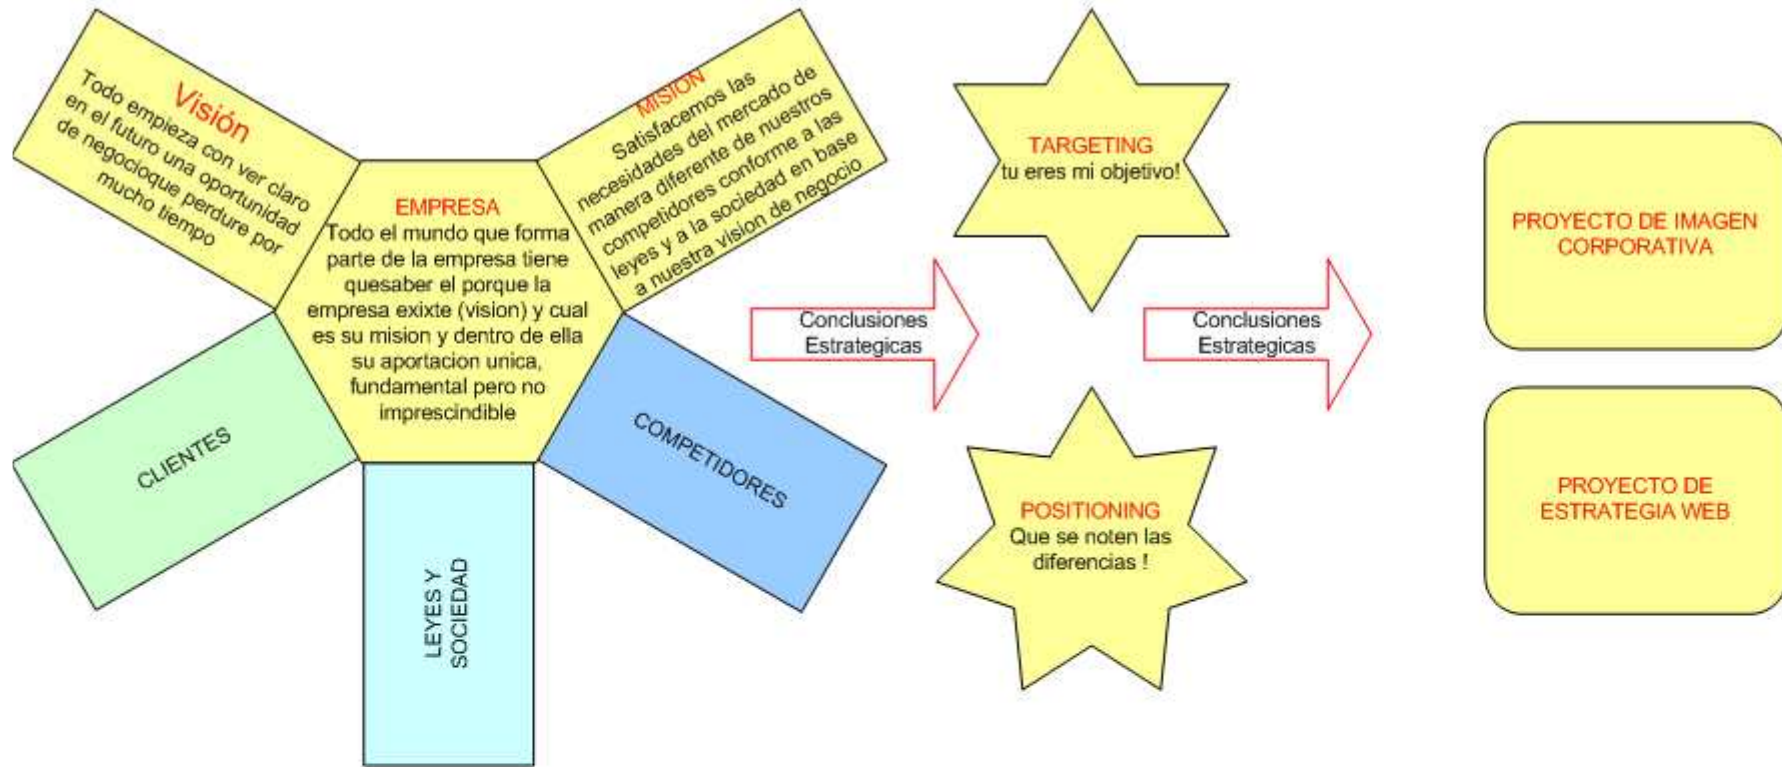 Visión
Todo empieza con ver claro
en el futuro una oportunidad
de negocioque perdure por
mucho tiempo
MISION
Satisfacemos las
necesidades del mercado de
manera diferente de nuestros
competidores conforme a las
leyes y a la sociedad en base
a nuestra vision de negocio
EMPRESA
Todo el mundo que forma
parte de la empresa tiene
quesaber el porque la
empresa exixte (vision) y cual
es su mision y dentro de ella
su aportacion unica,
fundamental pero no
imprescindible
CLIENTES
LEYES Y
SOCIEDAD
COMPETIDORES
Conclusiones
Estrategicas
TARGETING
tu eres mi objetivo!
POSITIONING
Que se noten las
diferencias !
Conclusiones
Estrategicas
PROYECTO DE IMAGEN
CORPORATIVA
PROYECTO DE
ESTRATEGIA WEB